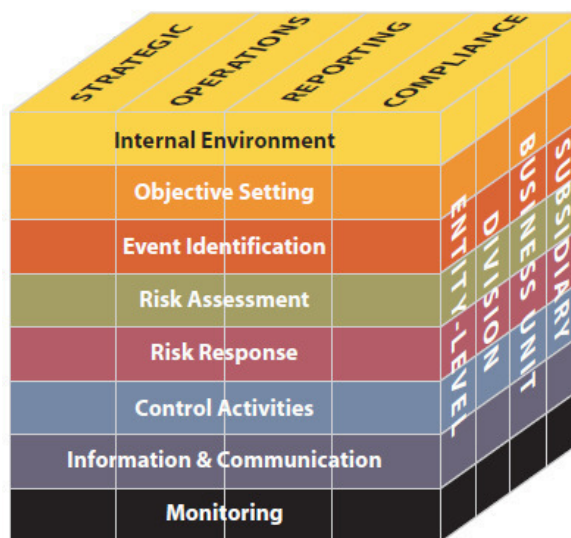 STRATEGIC
OPERATIONS
REPORTING
COMPLIANCE
Internal Environment
Objective Setting
Event Identification
Risk Assessment
Risk Response
Control Activities
Information & Communication
Monitoring
ENTITY-LEVEL
DIVISION
BUSINESS UNIT
SUBSIDIARY